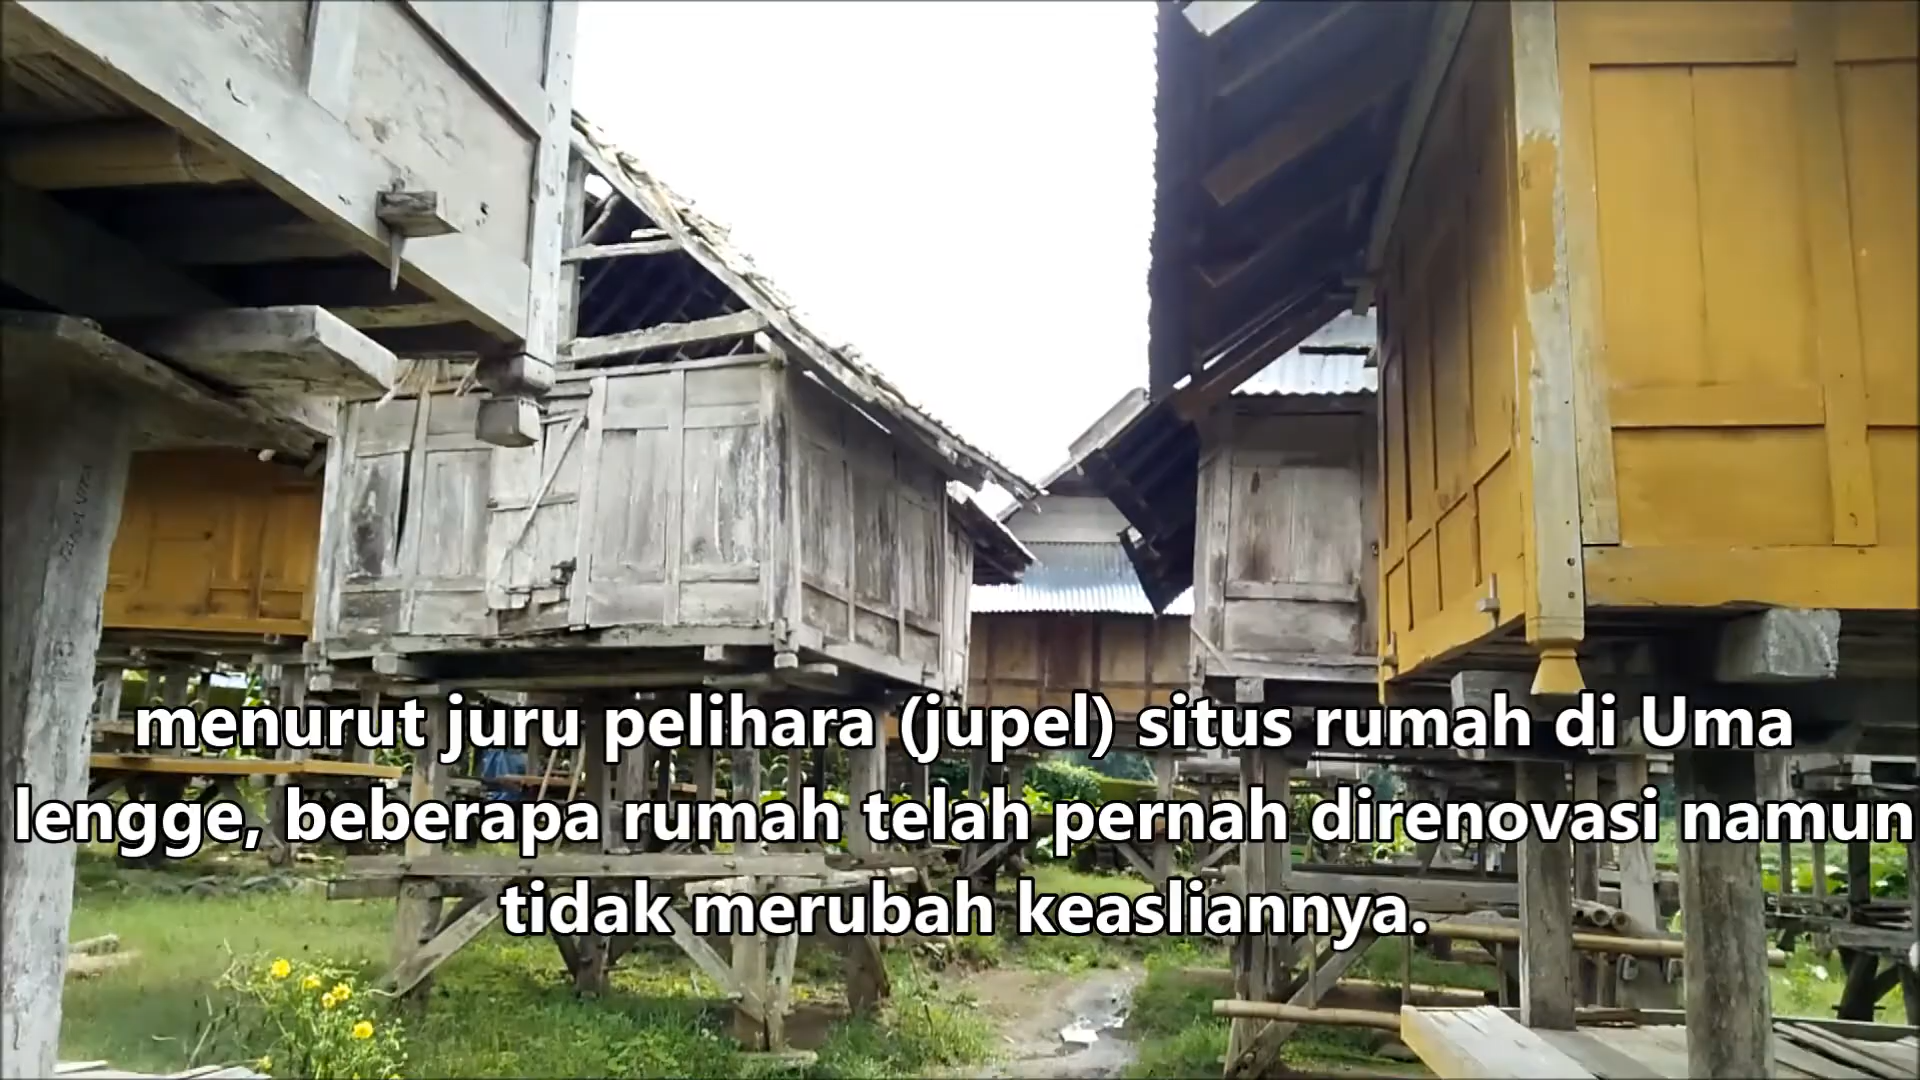 menurut juru pelihara (jupel) situs rumah di Uma
lengge, beberapa rumah telah pernah direnovasi namun
tidak merubah keasliannya.